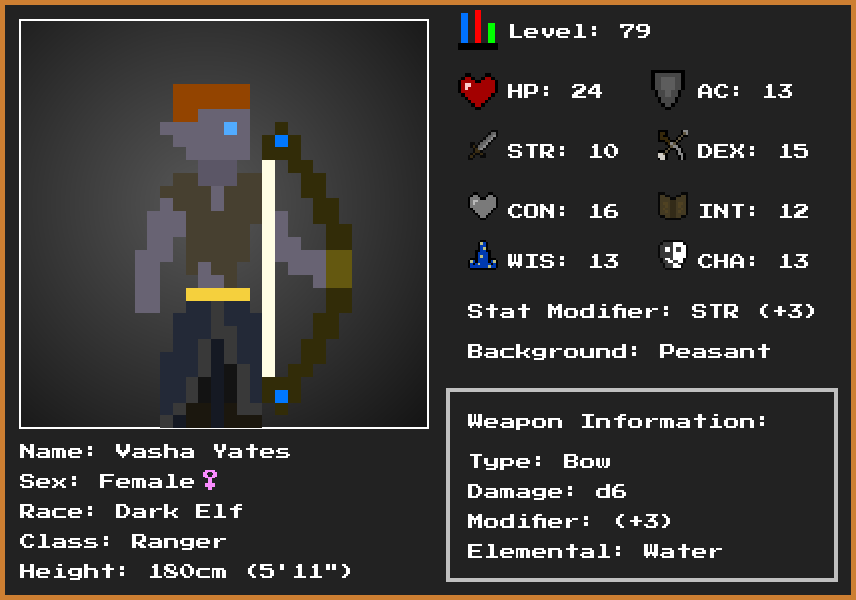 Level: 79
HP: 24 AC: 13
STR: 10 DEX: 15
CON: 16 INT: 12
WIS: 13 CHA: 13
Stat Modifier: STR (+3)
Background: Peasant
Weapon Information:
Type: Bow
Damage: d6
Modifier: (+3)
Elemental: Water
Name: Vasha Yates
Sex: Female♀
Race: Dark Elf
Class: Ranger
Height: 180cm (5'11")